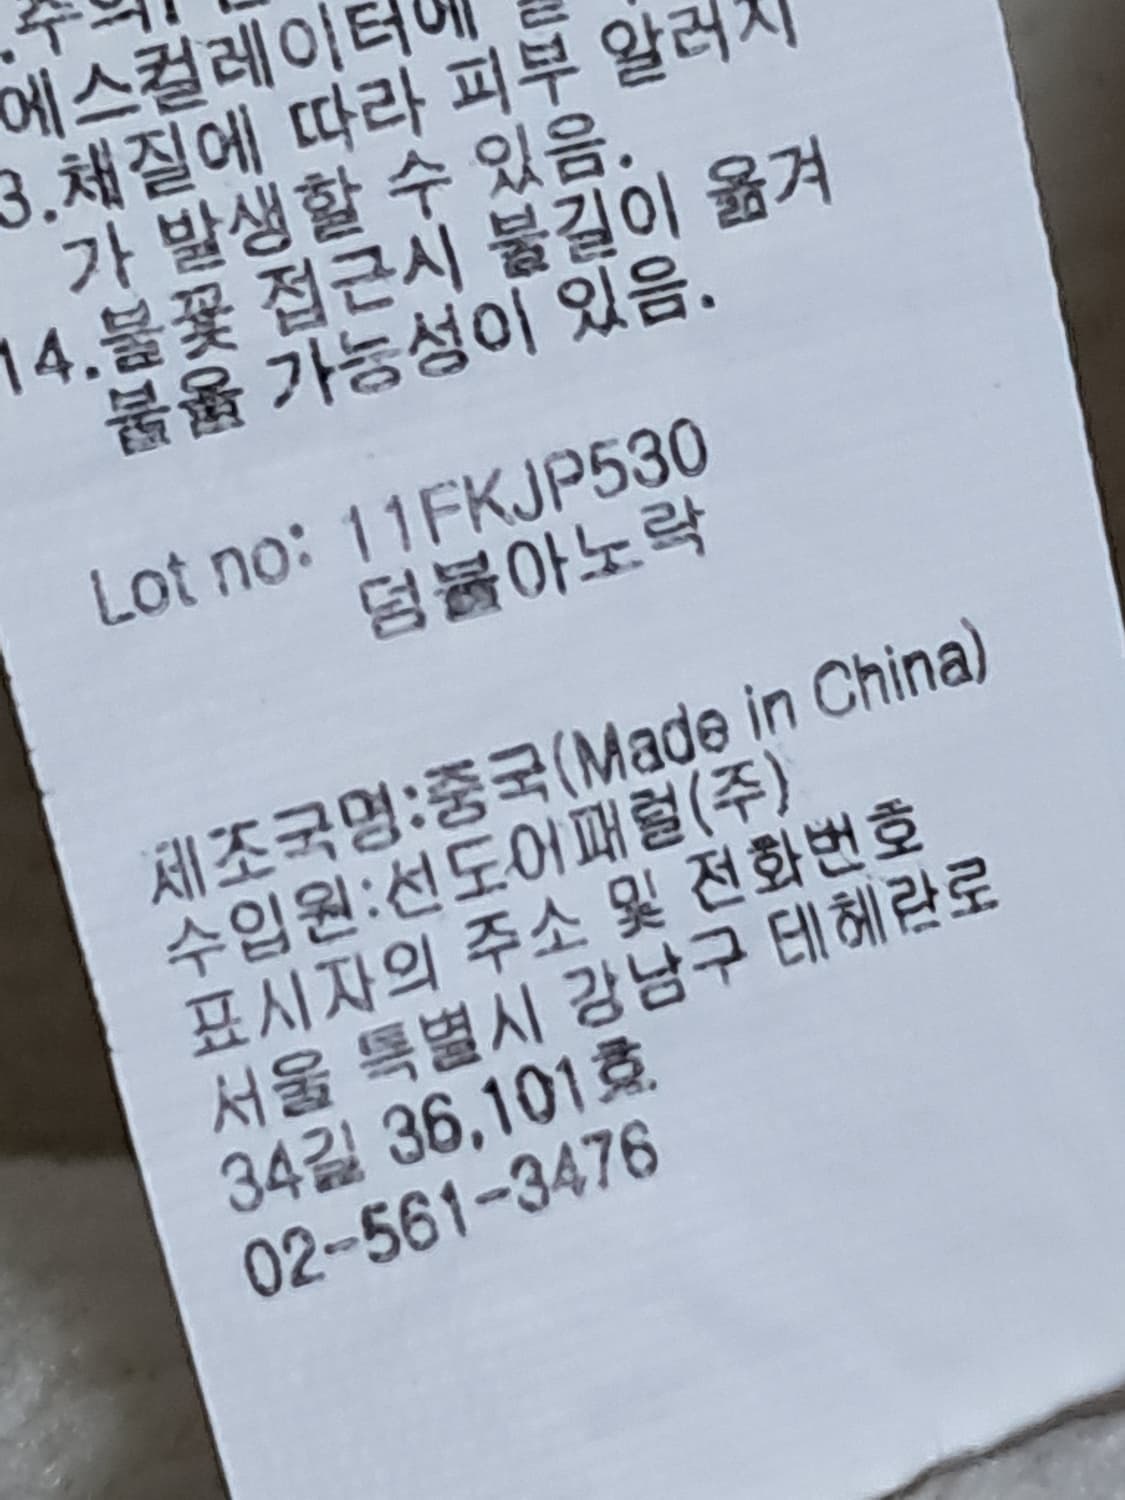 에스컬레이터에
3.체질에 따라 피부 알러지
가 발생할 수 있음.
14.불꽃 접근시 불길이 옮겨
붙을 가능성이 있음.
Lot no: 11FKJP530
덤블아노락
제조국명:중국(Made in China)
수입원:선도어패럴(주)
표시자의 주소 및 전화번호
서울 특별시 강남구 테헤란로
34길 36,101호
02-561-3476